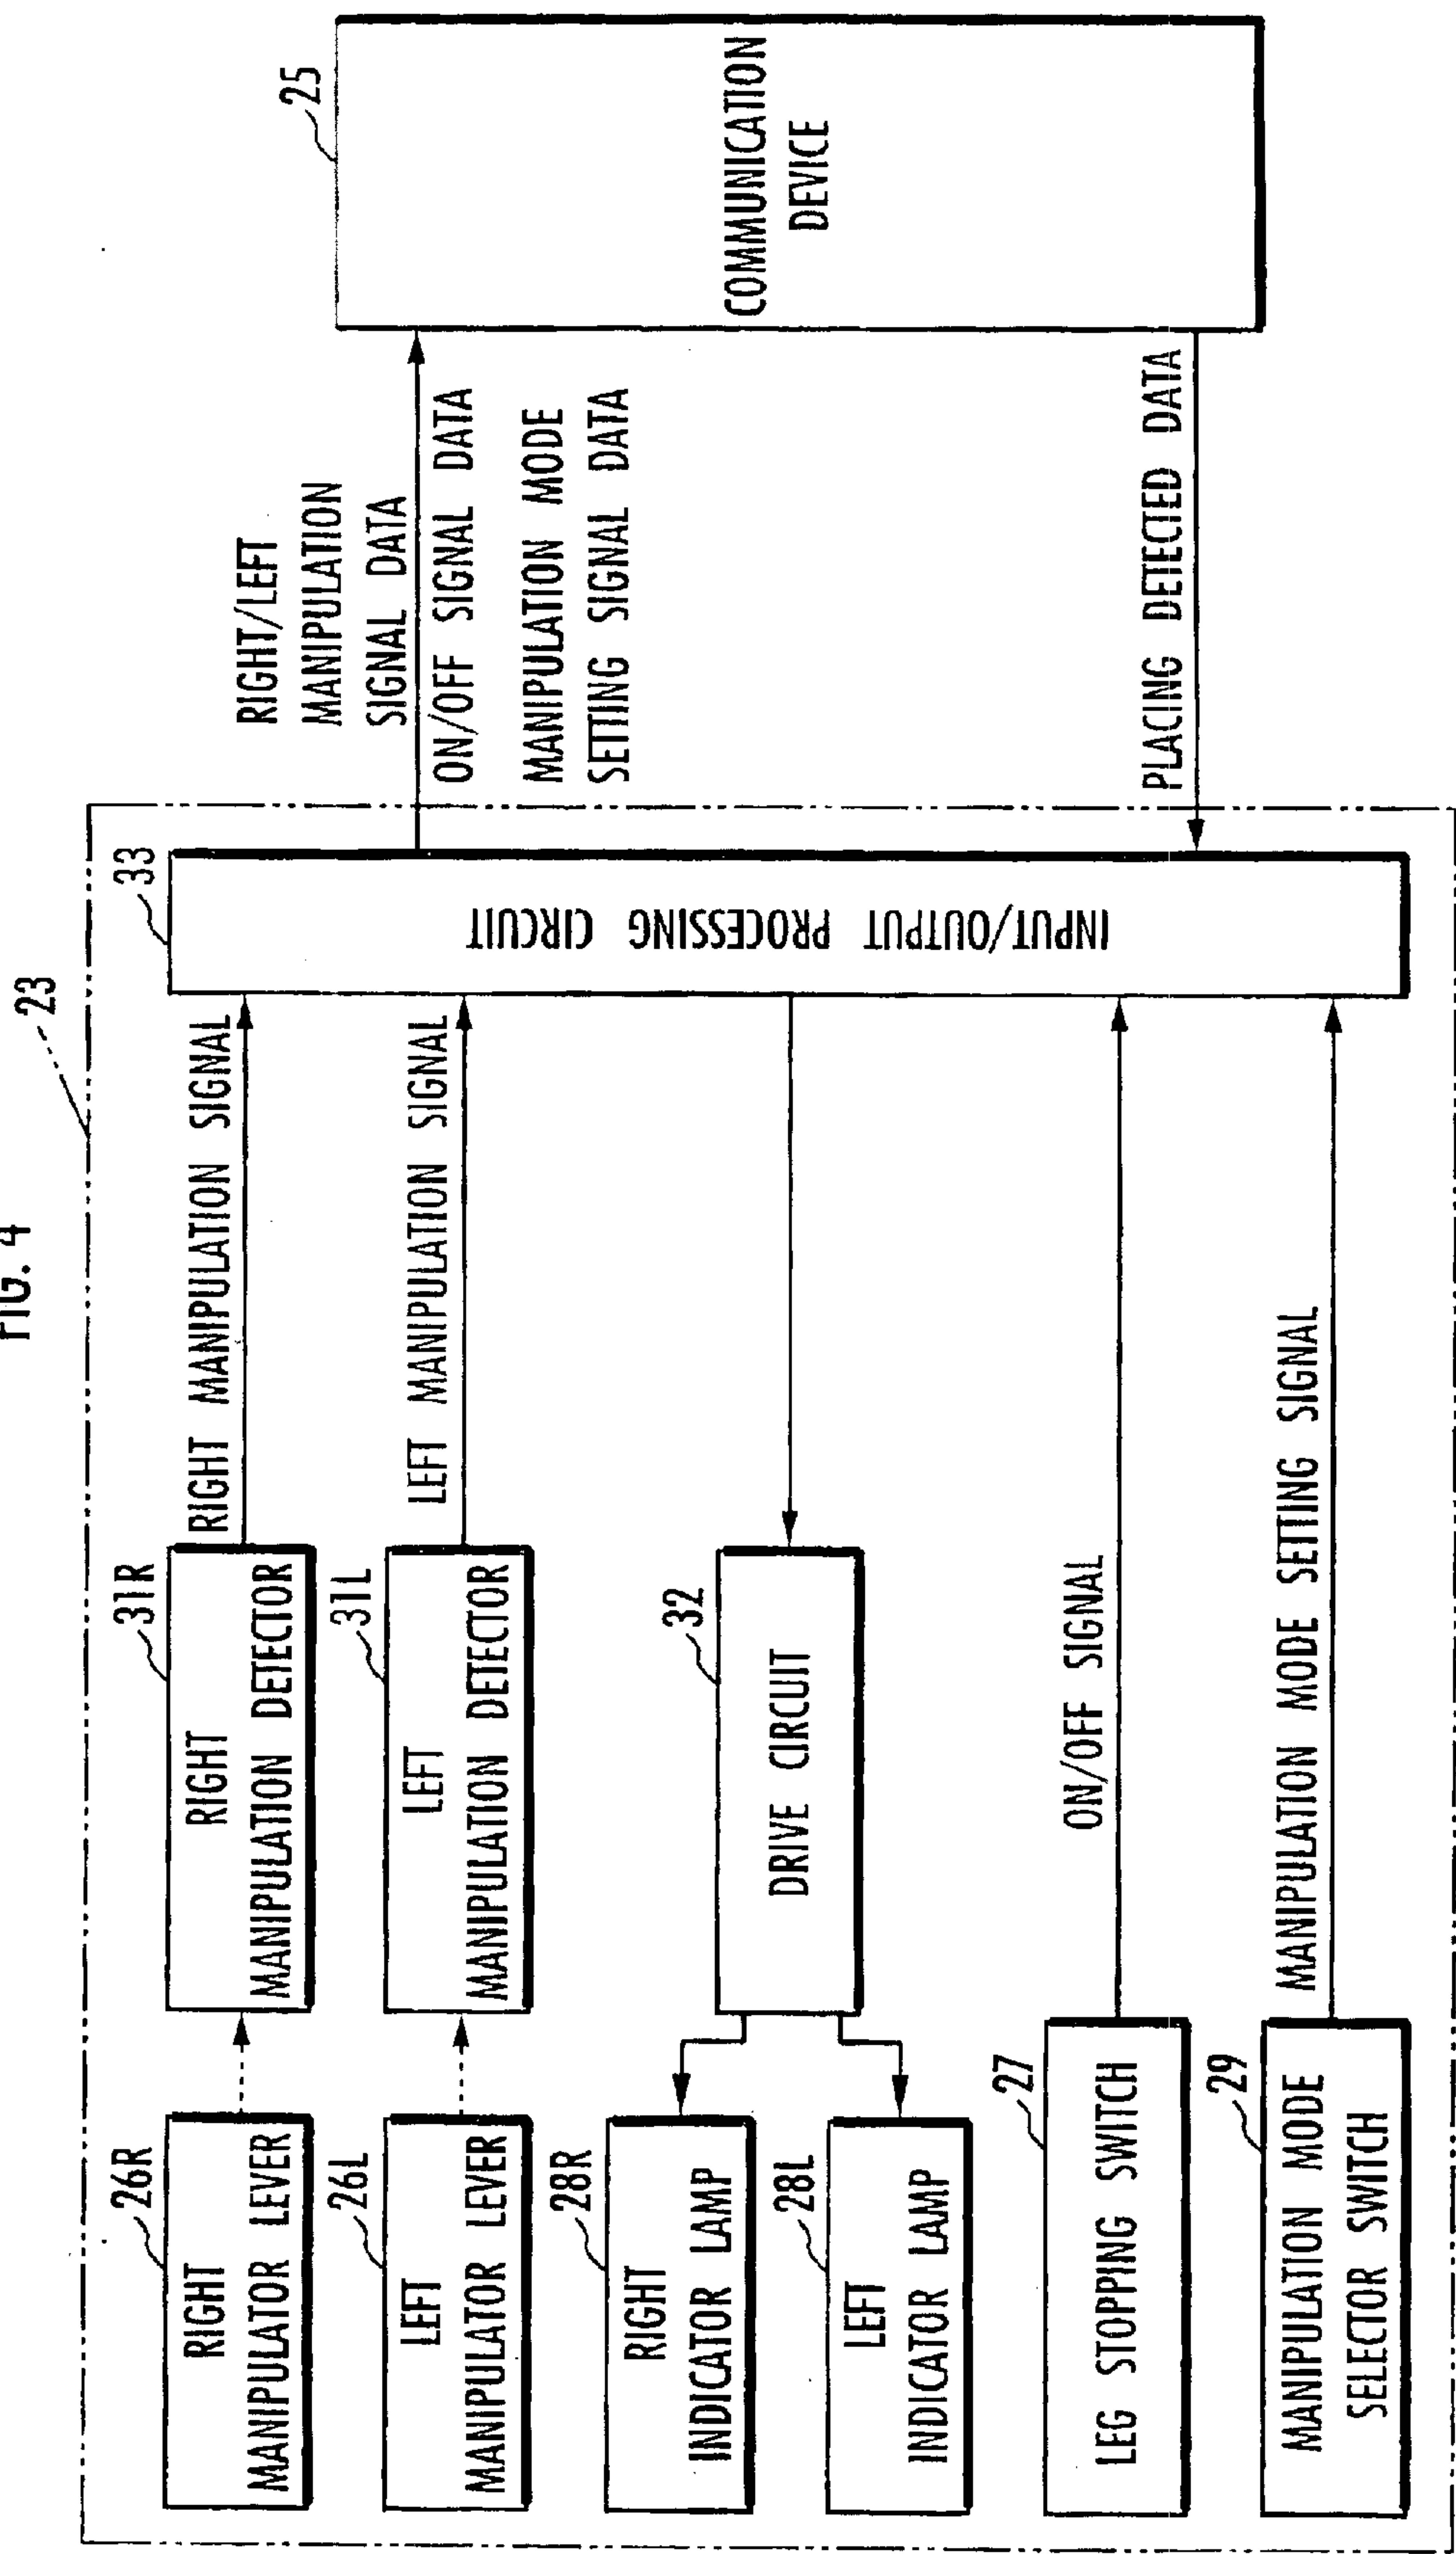 FIG. 4
23
26R
RIGHT
MANIPULATOR LEVER
31R
RIGHT
MANIPULATION DETECTOR
RIGHT MANIPULATION SIGNAL
26L
LEFT
MANIPULATOR LEVER
31L
LEFT
MANIPULATION DETECTOR
LEFT MANIPULATION SIGNAL
28R
RIGHT
INDICATOR LAMP
28L
LEFT
INDICATOR LAMP
32
DRIVE CIRCUIT
27
LEG STOPPING SWITCH
ON/OFF SIGNAL
29
MANIPULATION MODE
SELECTOR SWITCH
MANIPULATION MODE SETTING SIGNAL
33
INPUT/OUTPUT PROCESSING CIRCUIT
RIGHT/LEFT
MANIPULATION
SIGNAL DATA
ON/OFF SIGNAL DATA
MANIPULATION MODE
SETTING SIGNAL DATA
PLACING DETECTED DATA
25
COMMUNICATION
DEVICE